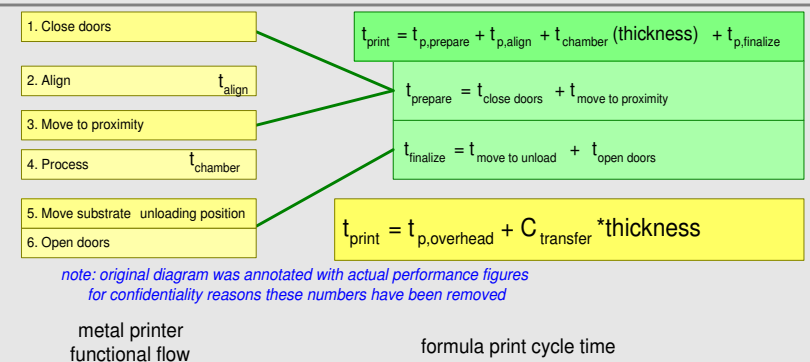 1. Close doors
2. Align t_align
3. Move to proximity
4. Process t_chamber
5. Move substrate unloading position
6. Open doors
t_print = t_p,prepare + t_p,align + t_chamber (thickness) + t_p,finalize
t_prepare = t_close doors + t_move to proximity
t_finalize = t_move to unload + t_open doors
t_print = t_p,overhead + C_transfer *thickness
note: original diagram was annotated with actual performance figures
for confidentiality reasons these numbers have been removed
metal printer
functional flow
formula print cycle time